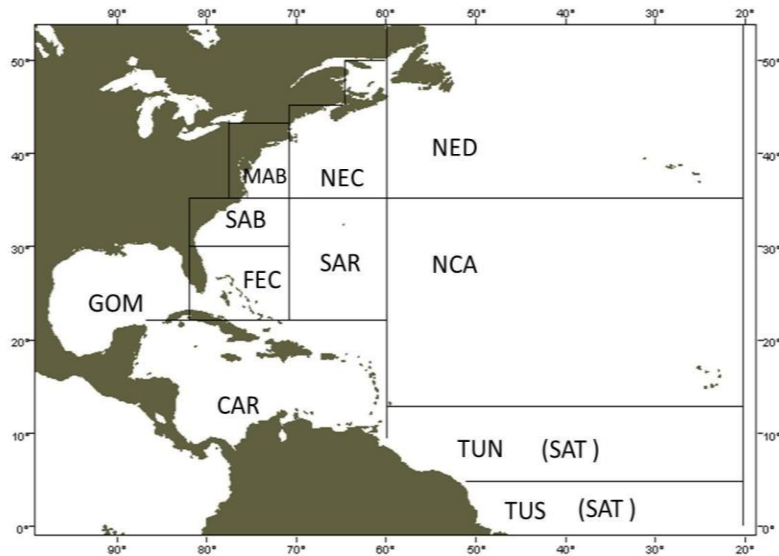 90° 80° 70° 60° 50° 40° 30° 20°
50° 50°
NED
40° 40°
MAB NEC
SAB
30° 30°
FEC SAR NCA
GOM
20° 20°
CAR
10° 10°
TUN (SAT)
TUS (SAT)
0° 0°
90° 80° 70° 60° 50° 40° 30° 20°